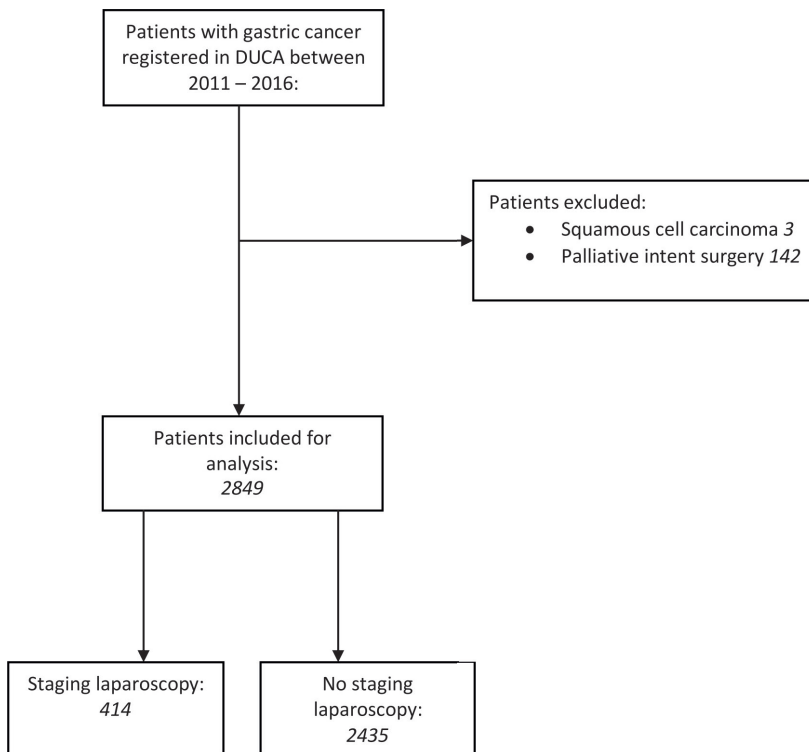 Patients with gastric cancer
registered in DUCA between
2011 – 2016:
Patients excluded:
• Squamous cell carcinoma 3
• Palliative intent surgery 142
Patients included for
analysis:
2849
Staging laparoscopy:
414
No staging
laparoscopy:
2435